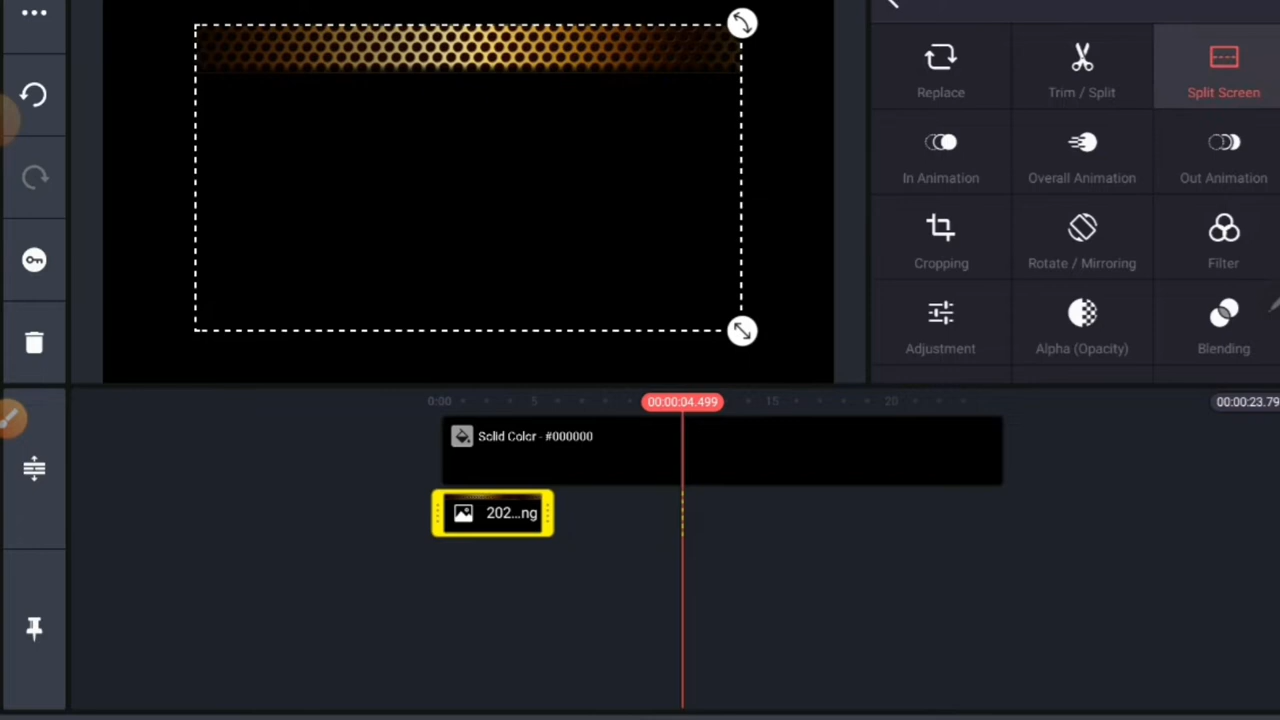 Replace
Trim / Split
Split Screen
In Animation
Overall Animation
Out Animation
Cropping
Rotate / Mirroring
Filter
Adjustment
Alpha (Opacity)
Blending
0:00
5
00:00:04.499
15
20
00:00:23.79
Solid Color - #000000
202...ng